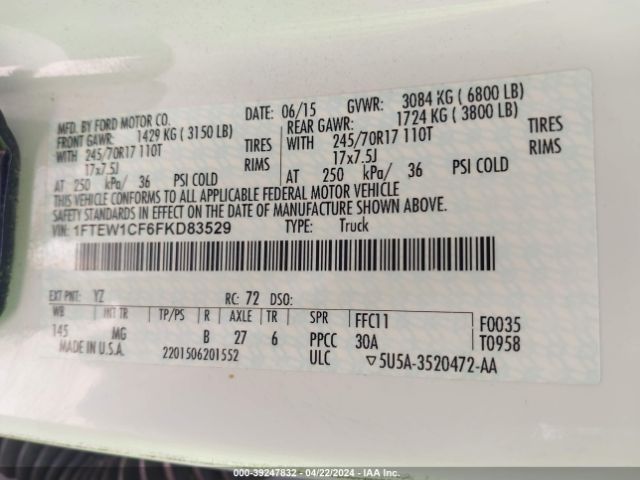 MFD. BY FORD MOTOR CO. DATE: 06/15 GVWR: 3084 KG ( 6800 LB)
FRONT GAWR: 1429 KG ( 3150 LB) REAR GAWR: 1724 KG ( 3800 LB)
WITH 245/70R17 110T TIRES WITH 245/70R17 110T TIRES
17x7.5J RIMS 17x7.5J RIMS
AT 250 kPa/ 36 PSI COLD AT 250 kPa/ 36 PSI COLD
THIS VEHICLE CONFORMS TO ALL APPLICABLE FEDERAL MOTOR VEHICLE
SAFETY STANDARDS IN EFFECT ON THE DATE OF MANUFACTURE SHOWN ABOVE.
VIN: 1FTEW1CF6FKD83529 TYPE: Truck
EXT PNT: YZ RC: 72 DSO:
WB INT TR TP/PS R AXLE TR SPR FFC11 F0035
145 MG B 27 6 PPCC 30A T0958
MADE IN U.S.A. 2201506201552 ULC ▽5U5A-3520472-AA
000-39247832 - 04/22/2024 - IAAI.com